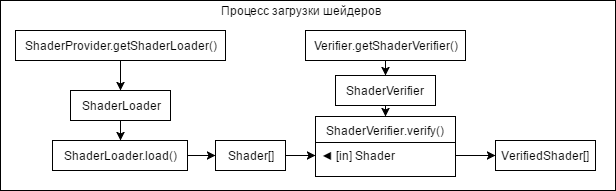 Процесс загрузки шейдеров
ShaderProvider.getShaderLoader()
Verifier.getShaderVerifier()
ShaderLoader
ShaderVerifier
ShaderLoader.load()
Shader[]
ShaderVerifier.verify()
◄ [in] Shader
VerifiedShader[]